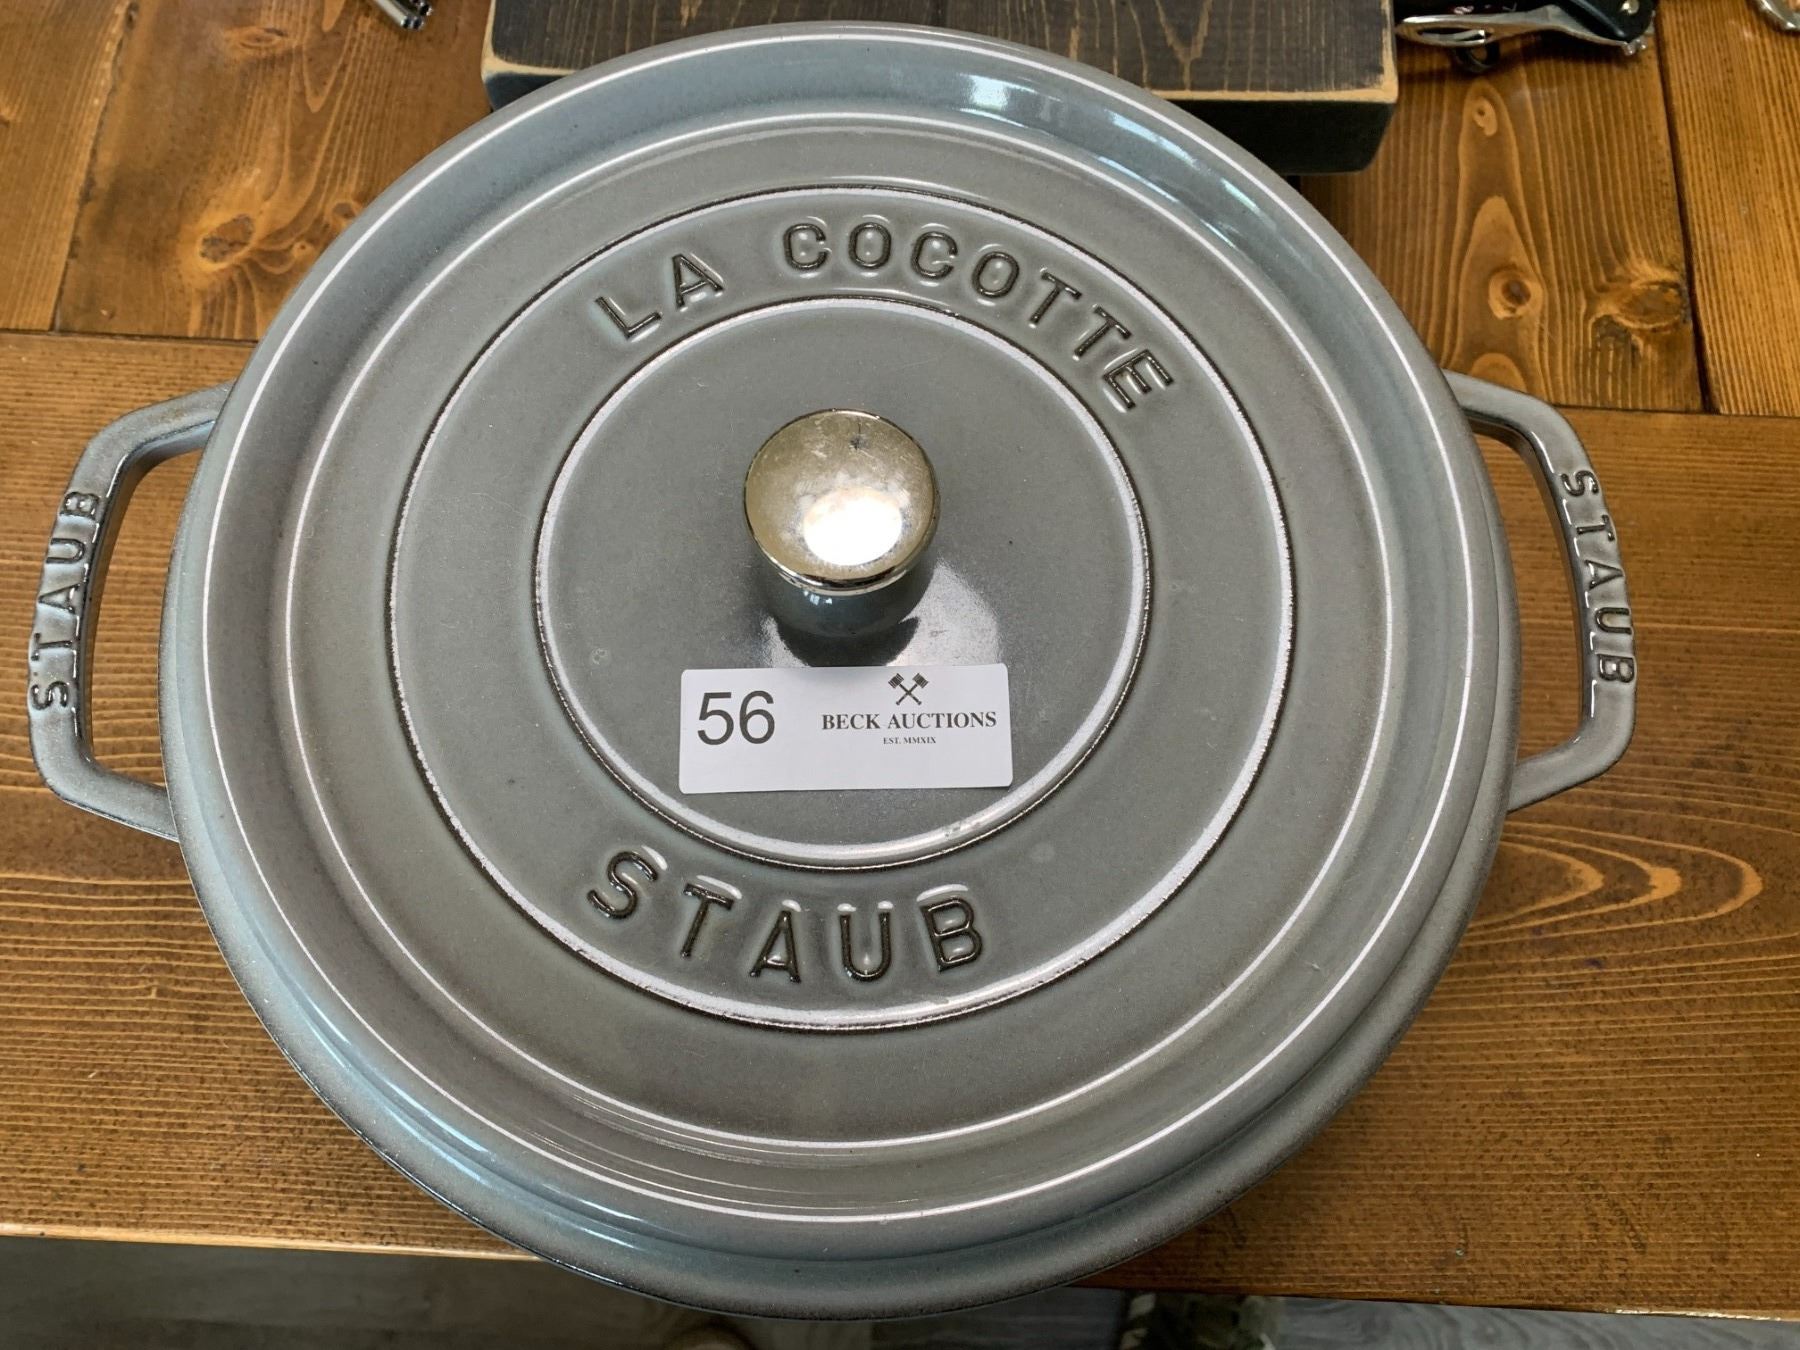 LA COCOTTE
STAUB
STAUB
56
BECK AUCTIONS
EST. MMXIX
STAUB